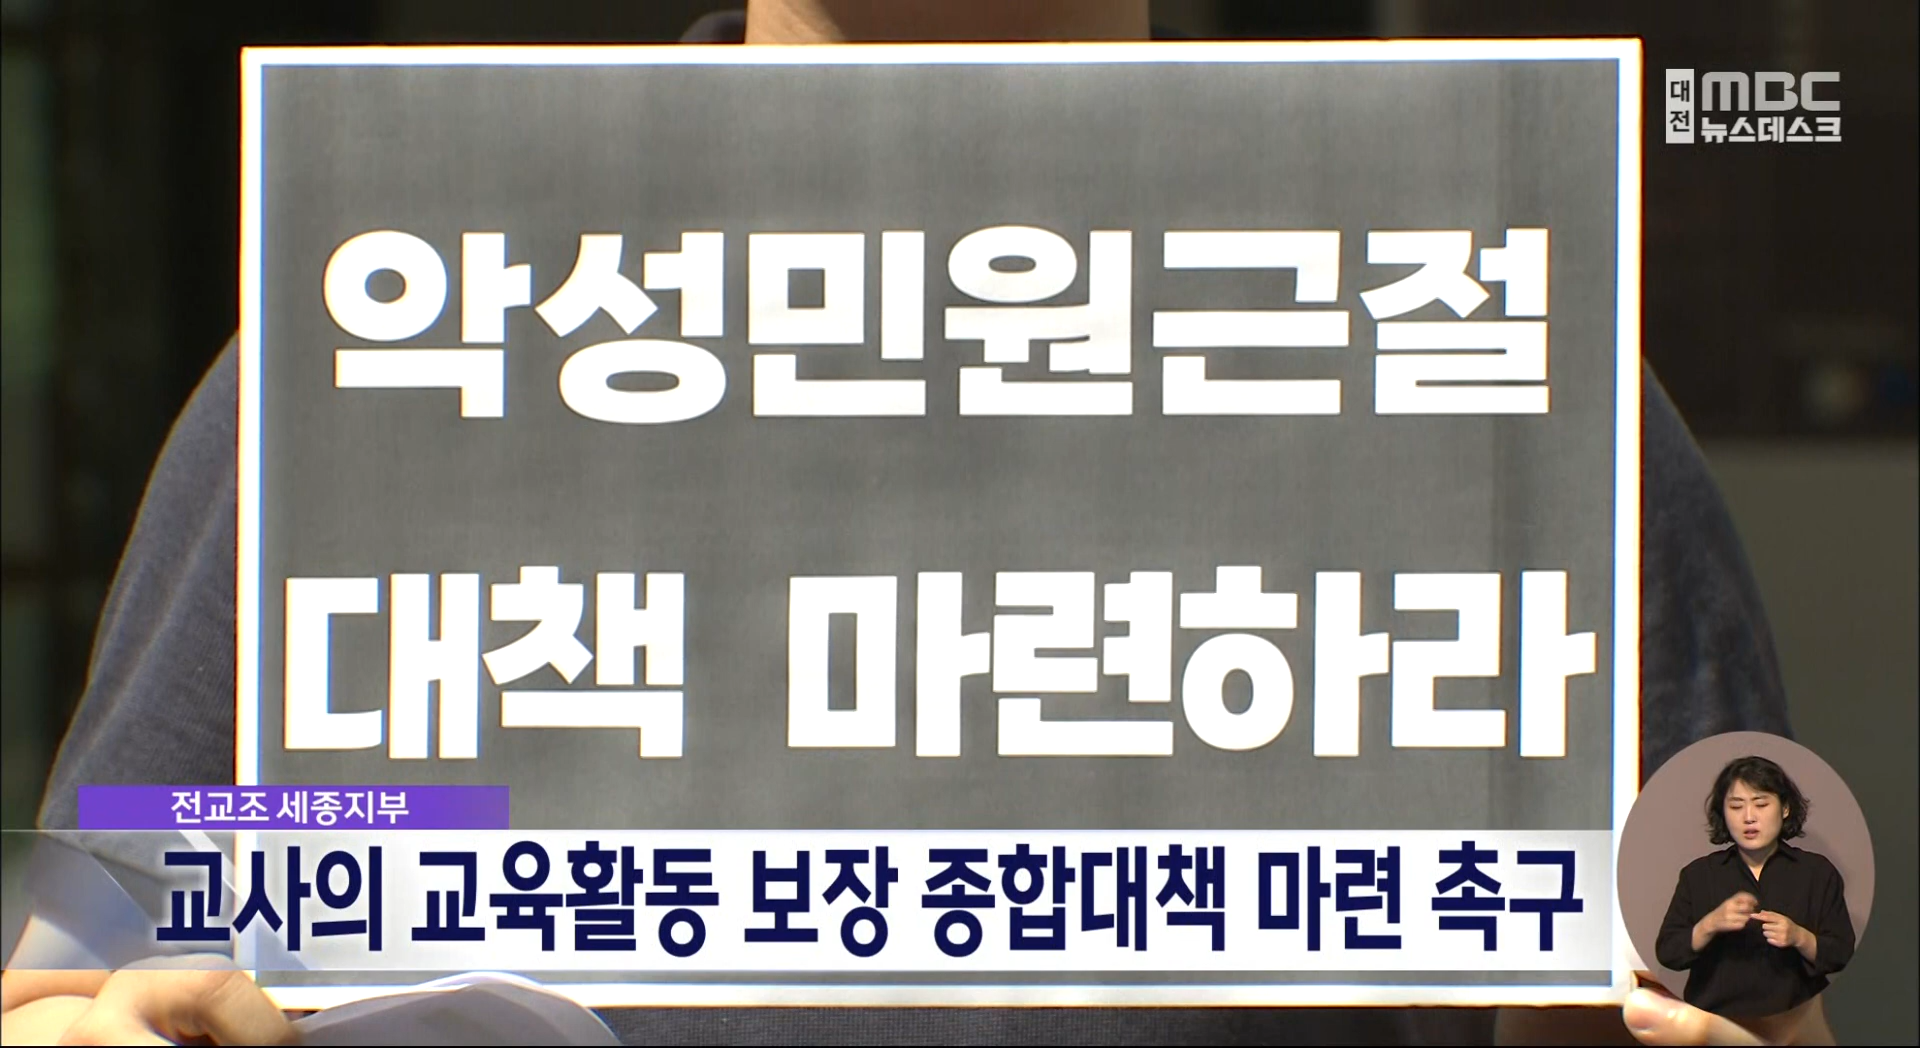 대전
MBC
뉴스데스크
악성민원근절
대책 마련하라
전교조 세종지부
교사의 교육활동 보장 종합대책 마련 촉구